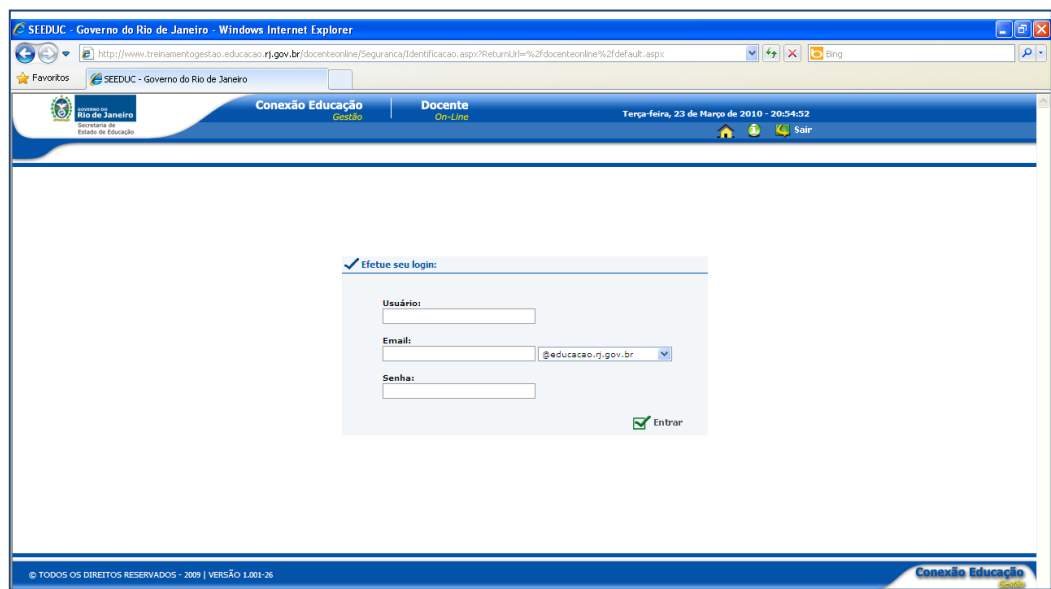 SEEDUC - Governo do Rio de Janeiro - Windows Internet Explorer
http://www.treinamentogestao.educacao.rj.gov.br/docenteonline/Seguranca/Identificacao.aspx?ReturnUrl=%2fdocenteonline%2fdefault.aspx
Bing
Favoritos
SEEDUC - Governo do Rio de Janeiro
GOVERNO DO
Rio de Janeiro
Secretaria de
Estado de Educação
Conexão Educação
Gestão
Docente
On-Line
Terça-feira, 23 de Março de 2010 - 20:54:52
Sair
Efetue seu login:
Usuário:
Email:
@educacao.rj.gov.br
Senha:
Entrar
© TODOS OS DIREITOS RESERVADOS - 2009 | VERSÃO 1.001-26
Conexão Educação
Gestão